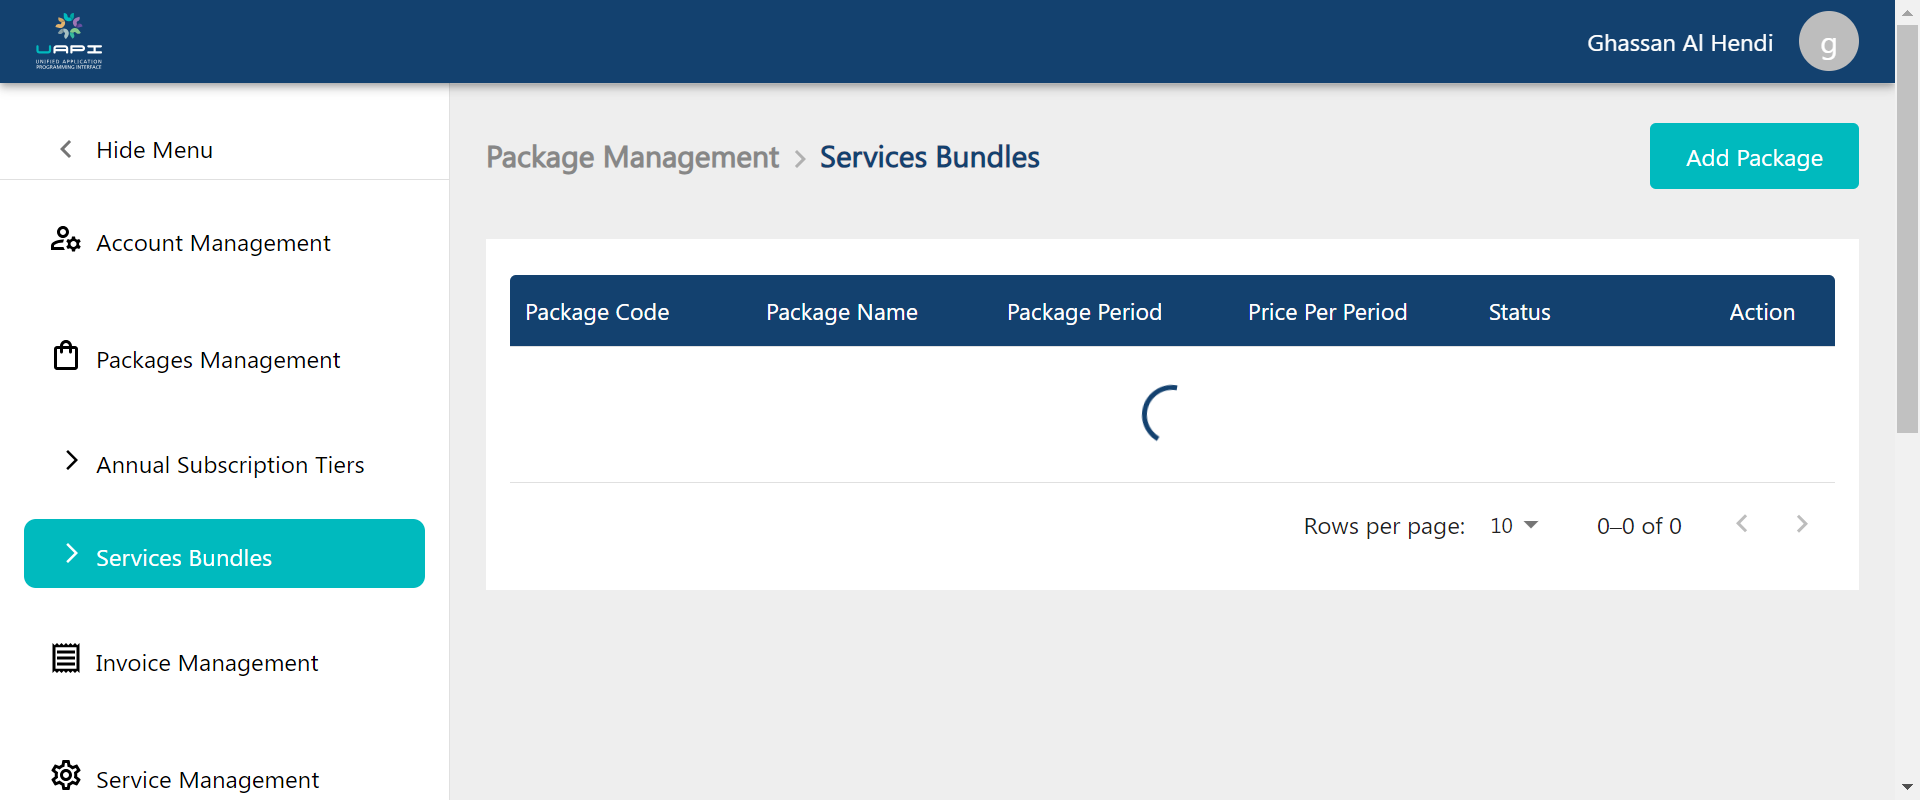 UAPI
UNIFIED APPLICATION
PROGRAMMING INTERFACE
Ghassan Al Hendi
g
Hide Menu
Account Management
Packages Management
Annual Subscription Tiers
Services Bundles
Invoice Management
Service Management
Package Management > Services Bundles
Add Package
Package Code Package Name Package Period Price Per Period Status Action
Rows per page: 10 0–0 of 0